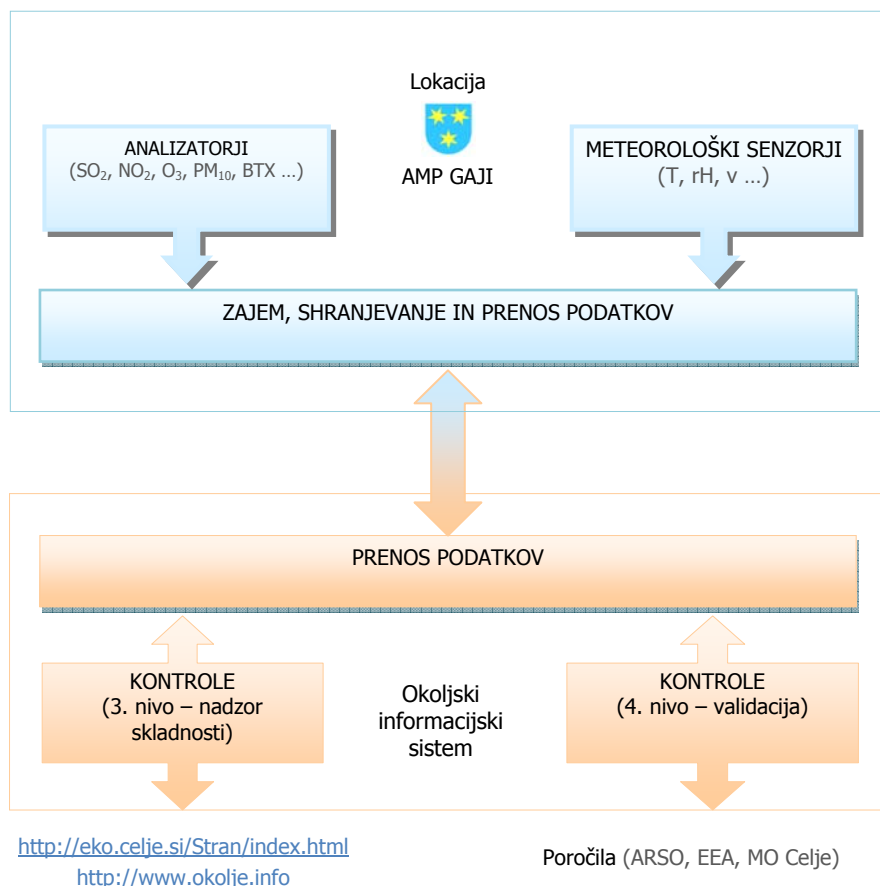 Lokacija
ANALIZATORJI
(SO₂, NO₂, O₃, PM₁₀, BTX ...)
AMP GAJI
METEOROLOŠKI SENZORJI
(T, rH, v ...)
ZAJEM, SHRANJEVANJE IN PRENOS PODATKOV
PRENOS PODATKOV
KONTROLE
(3. nivo – nadzor
skladnosti)
Okoljski
informacijski
sistem
KONTROLE
(4. nivo – validacija)
http://eko.celje.si/Stran/index.html
http://www.okolje.info
Poročila (ARSO, EEA, MO Celje)